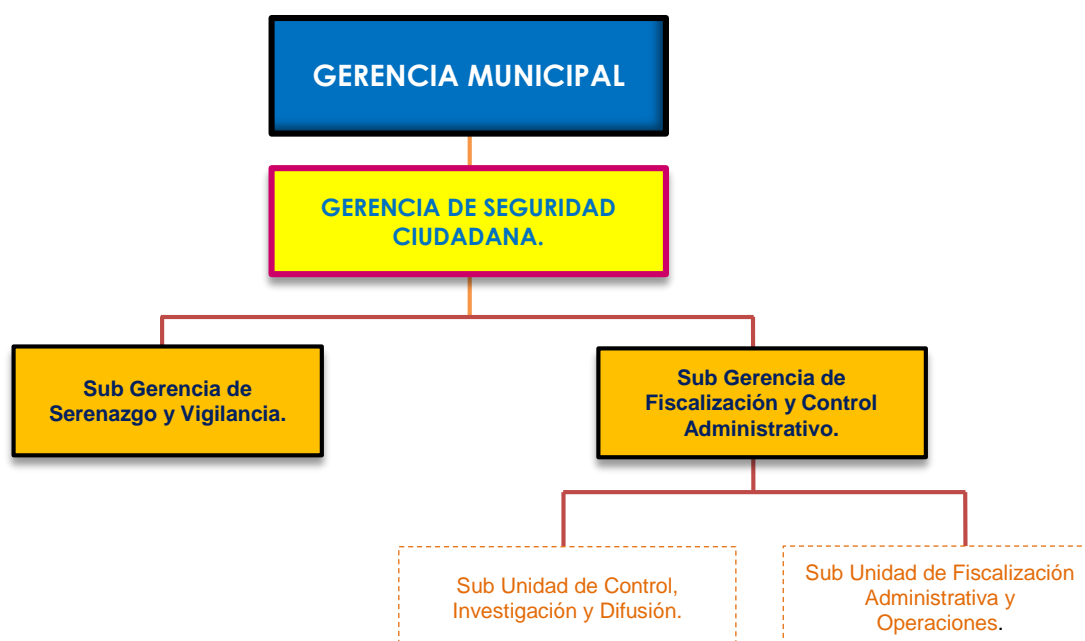 GERENCIA MUNICIPAL
GERENCIA DE SEGURIDAD
CIUDADANA.
Sub Gerencia de
Serenazgo y Vigilancia.
Sub Gerencia de
Fiscalización y Control
Administrativo.
Sub Unidad de Control,
Investigación y Difusión.
Sub Unidad de Fiscalización
Administrativa y
Operaciones.